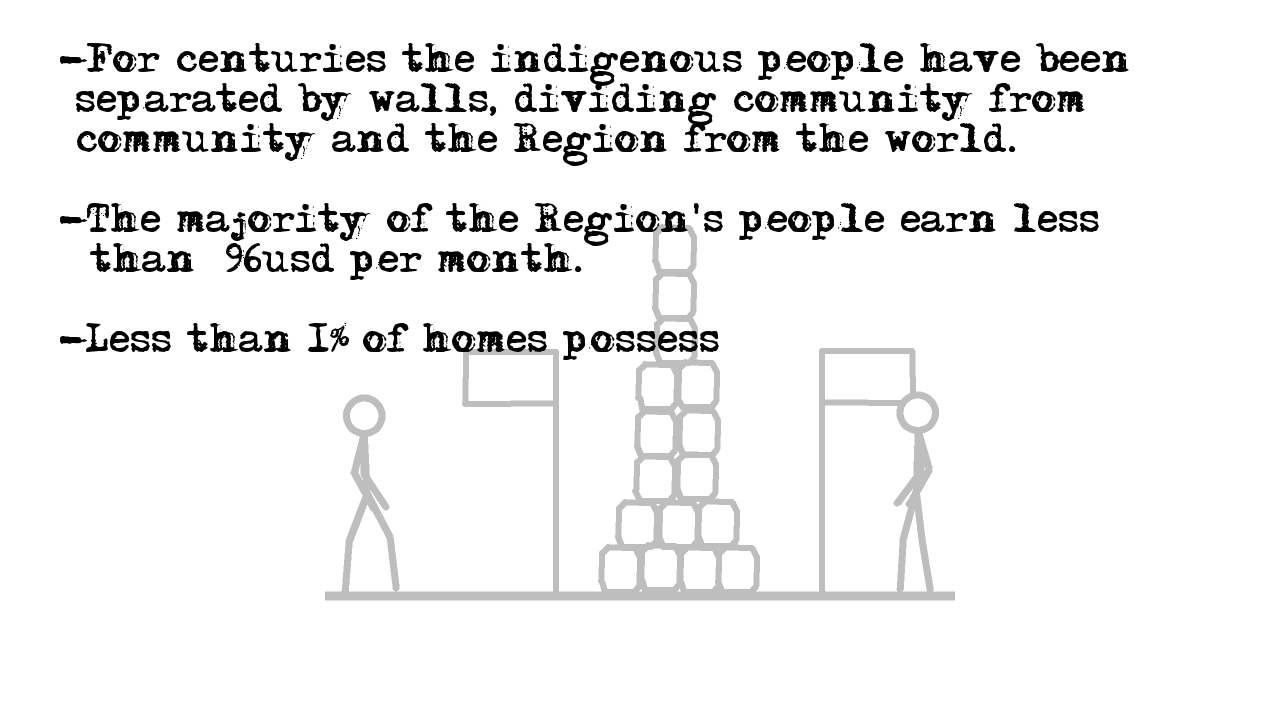 -For centuries the indigenous people have been
separated by walls, dividing community from
community and the Region from the world.
-The majority of the Region's people earn less
than 96usd per month.
-Less than 1% of homes possess